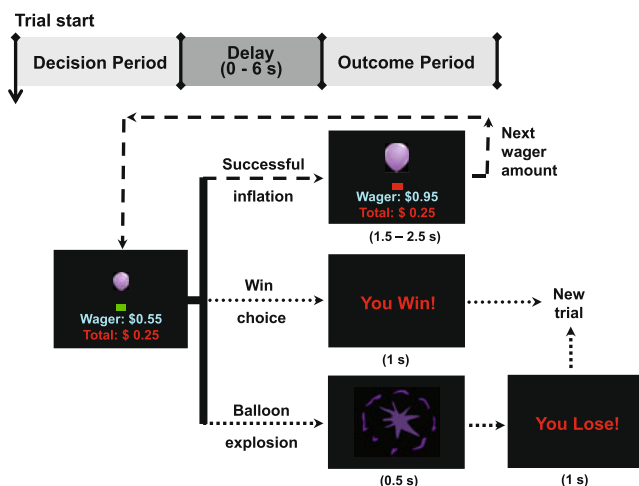 Trial start
Decision Period
Delay
(0 - 6 s)
Outcome Period
Successful
inflation
Wager: $0.95
Total: $ 0.25
(1.5 – 2.5 s)
Next
wager
amount
Wager: $0.55
Total: $ 0.25
Win
choice
You Win!
(1 s)
New
trial
Balloon
explosion
(0.5 s)
You Lose!
(1 s)